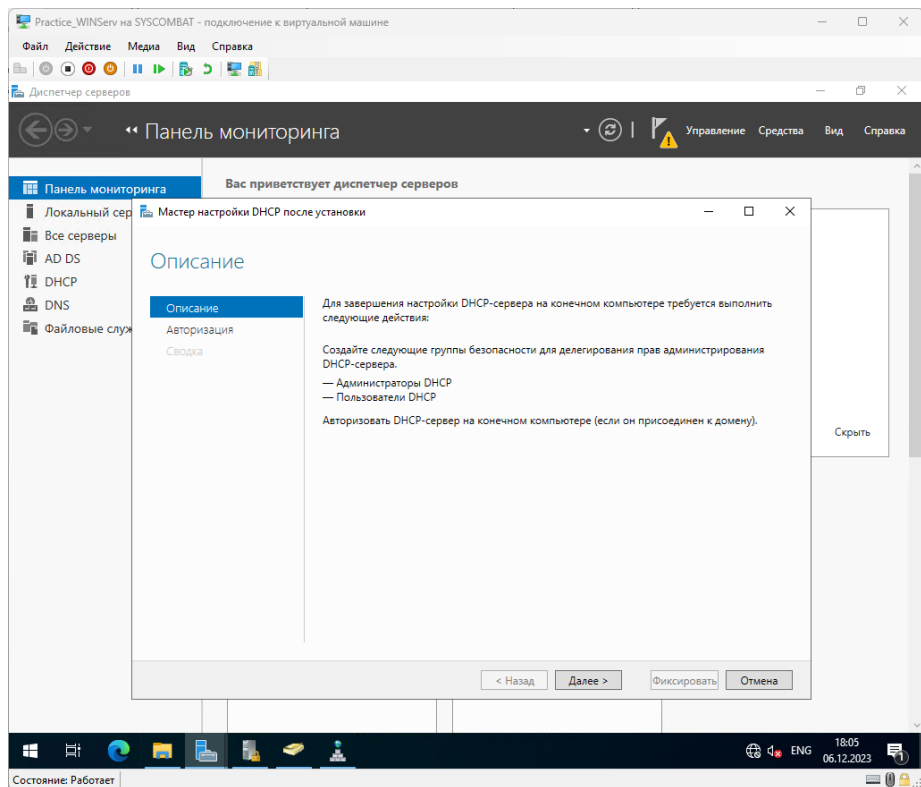 Practice_WINServ на SYSCOMBAT - подключение к виртуальной машине
Файл Действие Медиа Вид Справка
Диспетчер серверов
Панель мониторинга
Управление Средства Вид Справка
Панель мониторинга
Локальный сер
Все серверы
AD DS
DHCP
DNS
Файловые служ
Вас приветствует диспетчер серверов
Мастер настройки DHCP после установки
Описание
Описание
Авторизация
Сводка
Для завершения настройки DHCP-сервера на конечном компьютере требуется выполнить
следующие действия:
Создайте следующие группы безопасности для делегирования прав администрирования
DHCP-сервера.
— Администраторы DHCP
— Пользователи DHCP
Авторизовать DHCP-сервер на конечном компьютере (если он присоединен к домену).
Скрыть
< Назад Далее > Фиксировать Отмена
ENG
18:05
06.12.2023
1
Состояние: Работает